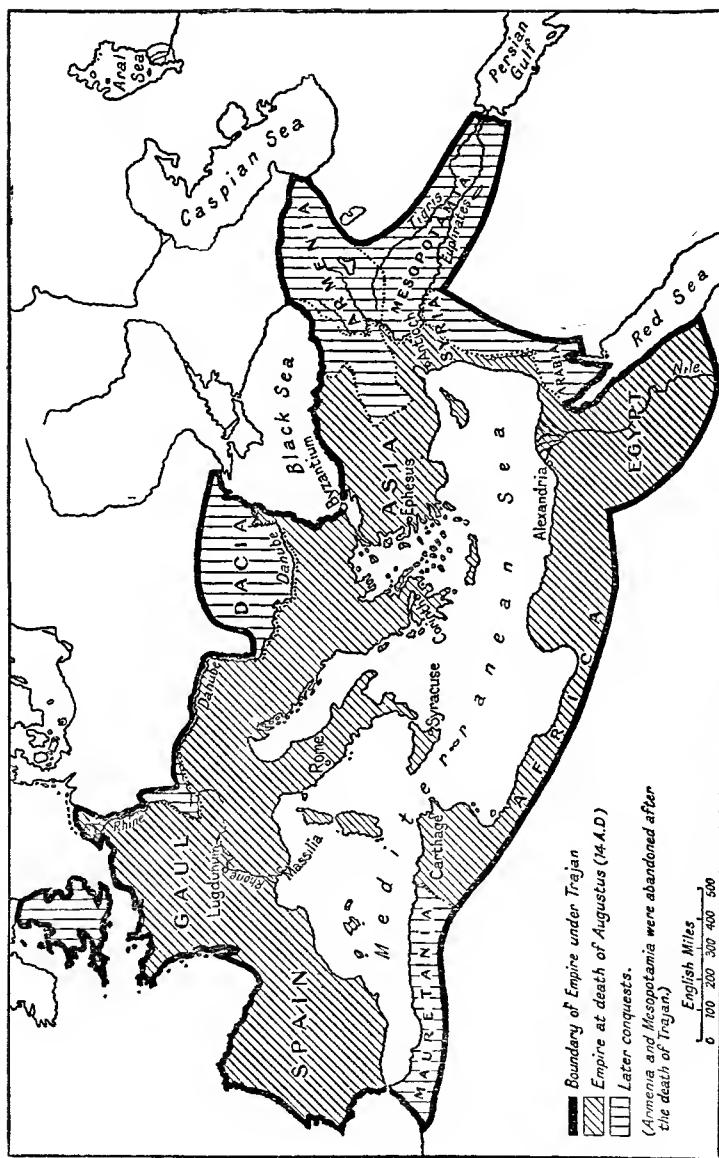 Aral
Sea
Caspian Sea
Persian
Gulf
Black Sea
Byzantium
ARMENIA
Tigris
MESOPOTAMIA
Euphrates
Antioch
SYRIA
ARABIA
Red Sea
Nile
EGYPT
Alexandria
ASIA
Ephesus
DACIA
Danube
Danube
Corinth
Mediterranean Sea
Syracuse
Rome
Rhine
GAUL
Lugdunum
Rhone
Massilia
SPAIN
Carthage
AFRICA
MAURETANIA
Boundary of Empire under Trajan
Empire at death of Augustus (14 A.D)
Later conquests.
(Armenia and Mesopotamia were abandoned after
the death of Trajan.)
English Miles
0 100 200 300 400 500